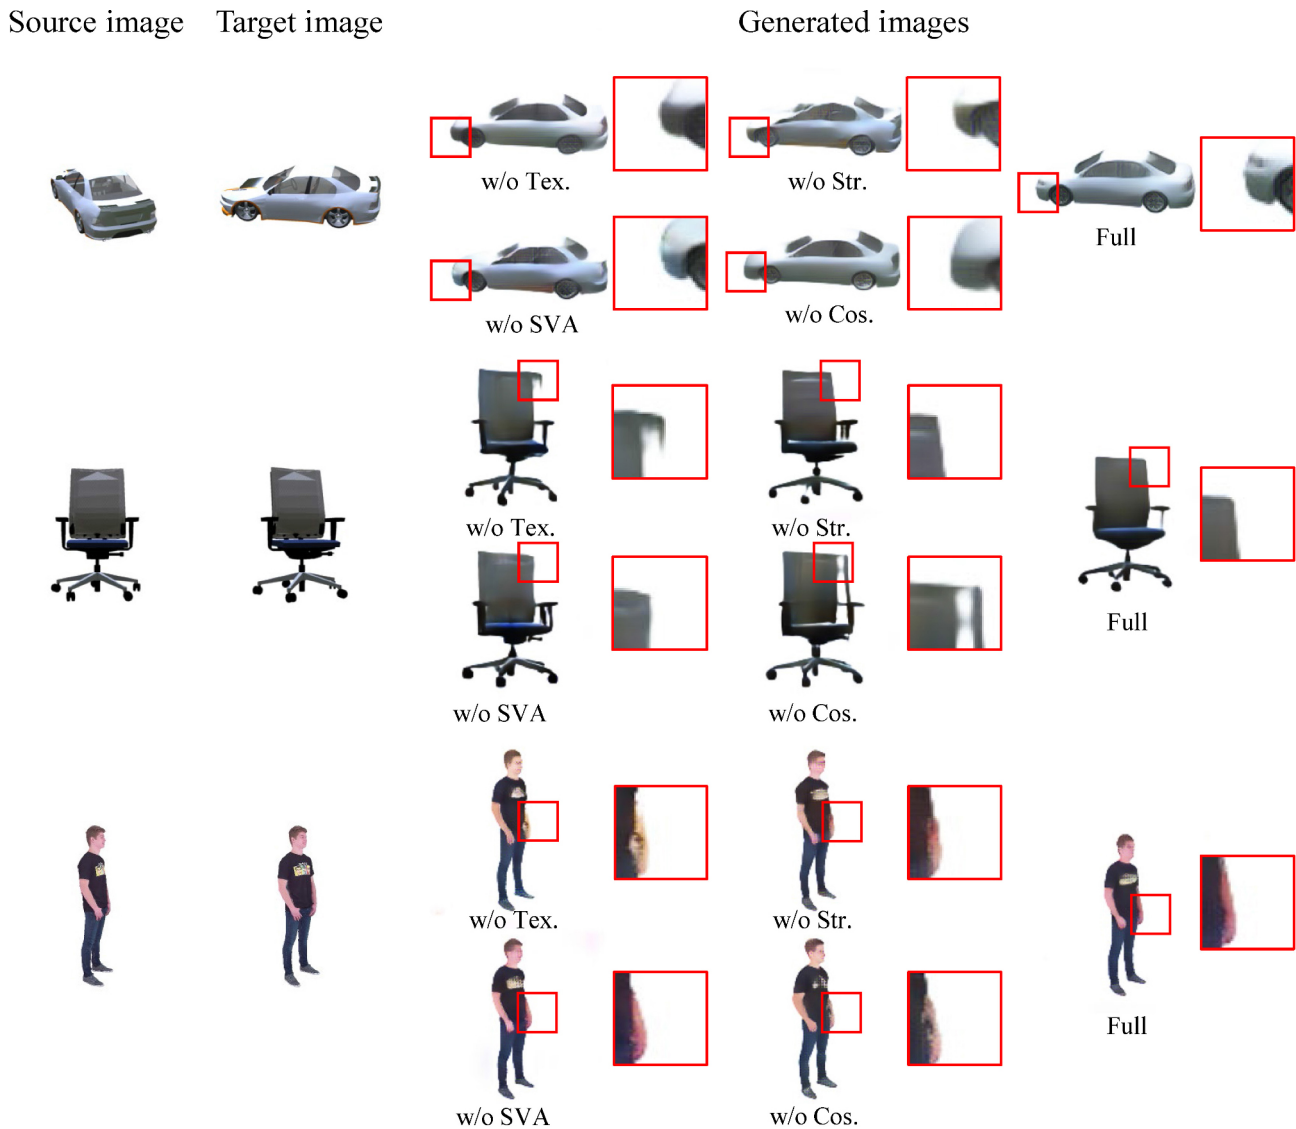 Source image Target image Generated images
w/o Tex. w/o Str.
Full
w/o SVA w/o Cos.
w/o Tex. w/o Str.
Full
w/o SVA w/o Cos.
w/o Tex. w/o Str.
Full
w/o SVA w/o Cos.